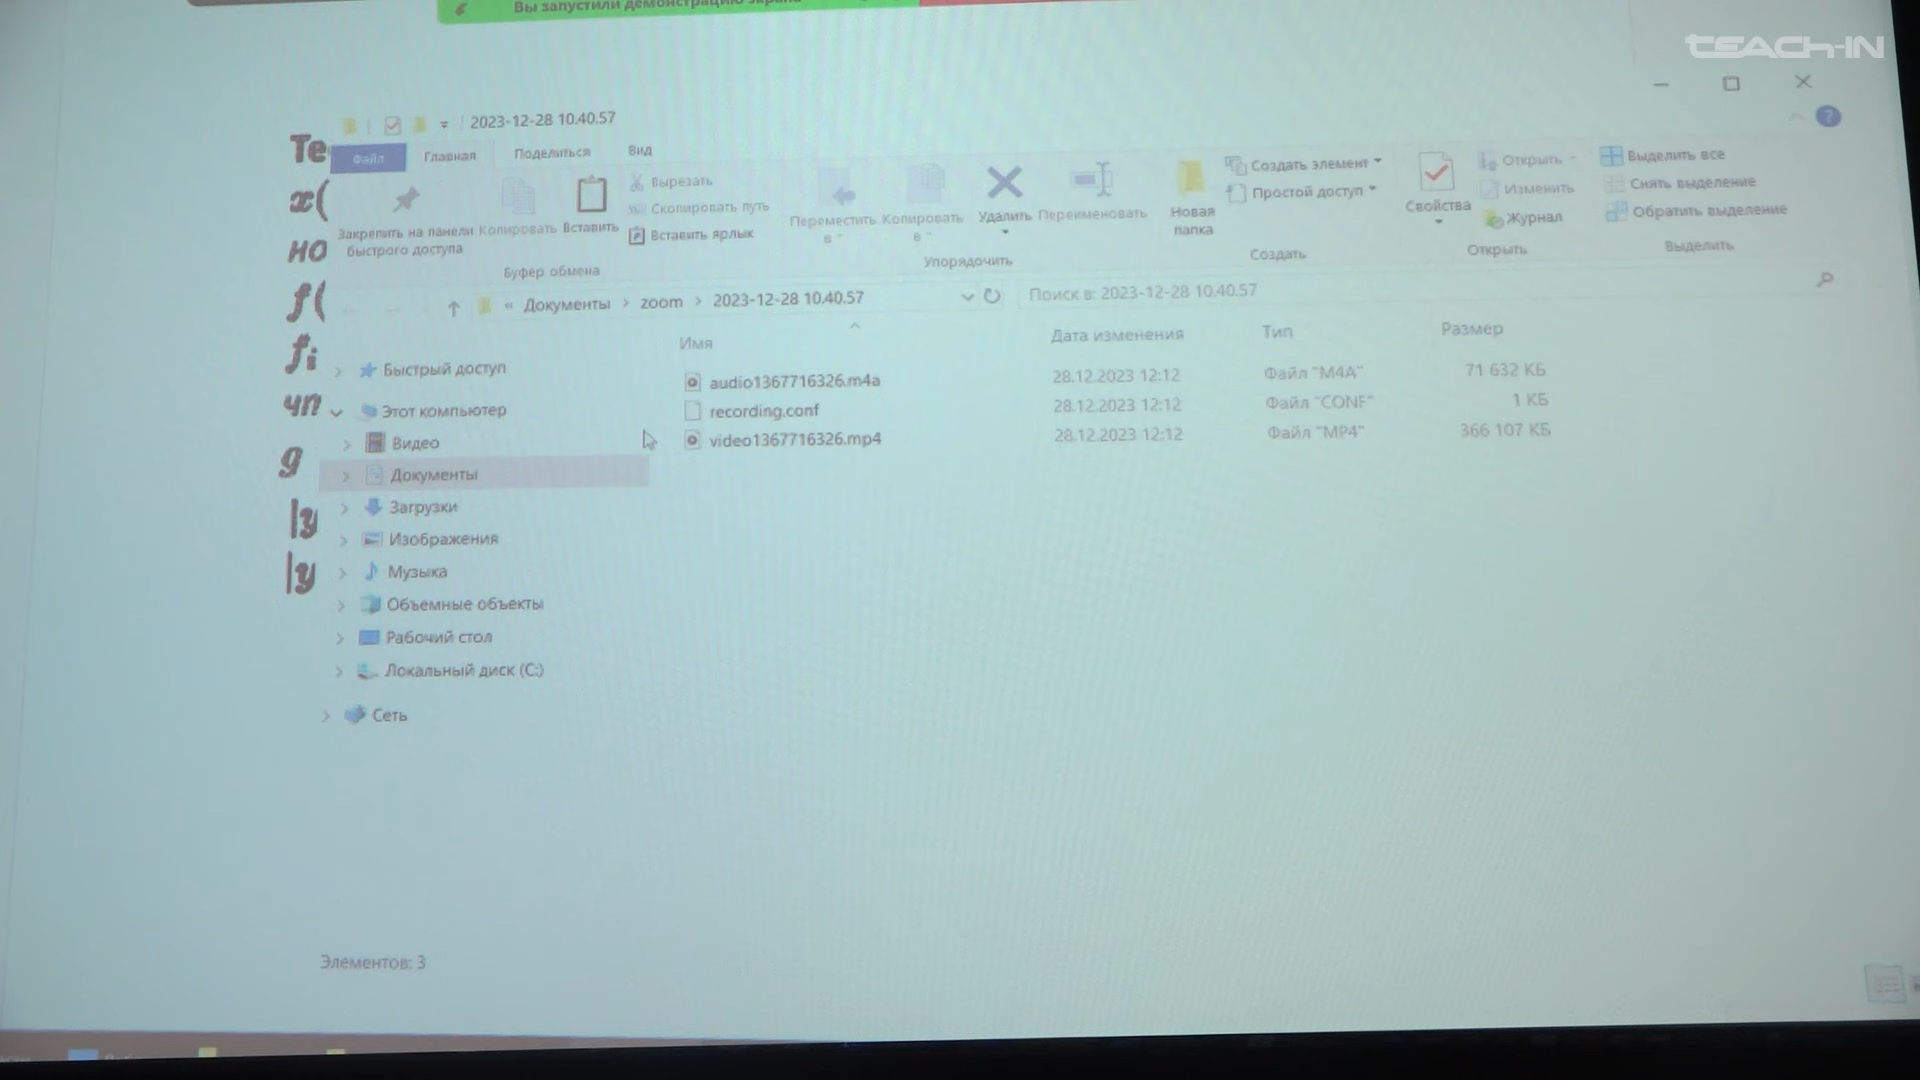 Вы запустили демонстрацию экрана
TEACH-IN
2023-12-28 10.40.57
Файл Главная Поделиться Вид
Закрепить на панели быстрого доступа
Копировать
Вставить
Вырезать
Скопировать путь
Вставить ярлык
Буфер обмена
Переместить в
Копировать в
Удалить
Переименовать
Упорядочить
Новая папка
Создать элемент
Простой доступ
Создать
Свойства
Открыть
Изменить
Журнал
Открыть
Выделить все
Снять выделение
Обратить выделение
Выделить
« Документы > zoom > 2023-12-28 10.40.57
Поиск в: 2023-12-28 10.40.57
Имя Дата изменения Тип Размер
audio1367716326.m4a 28.12.2023 12:12 Файл "M4A" 71 632 КБ
recording.conf 28.12.2023 12:12 Файл "CONF" 1 КБ
video1367716326.mp4 28.12.2023 12:12 Файл "MP4" 366 107 КБ
Быстрый доступ
Этот компьютер
Видео
Документы
Загрузки
Изображения
Музыка
Объемные объекты
Рабочий стол
Локальный диск (C:)
Сеть
Те
x(
но
f(
fi
чп
g
|y
|y
Элементов: 3